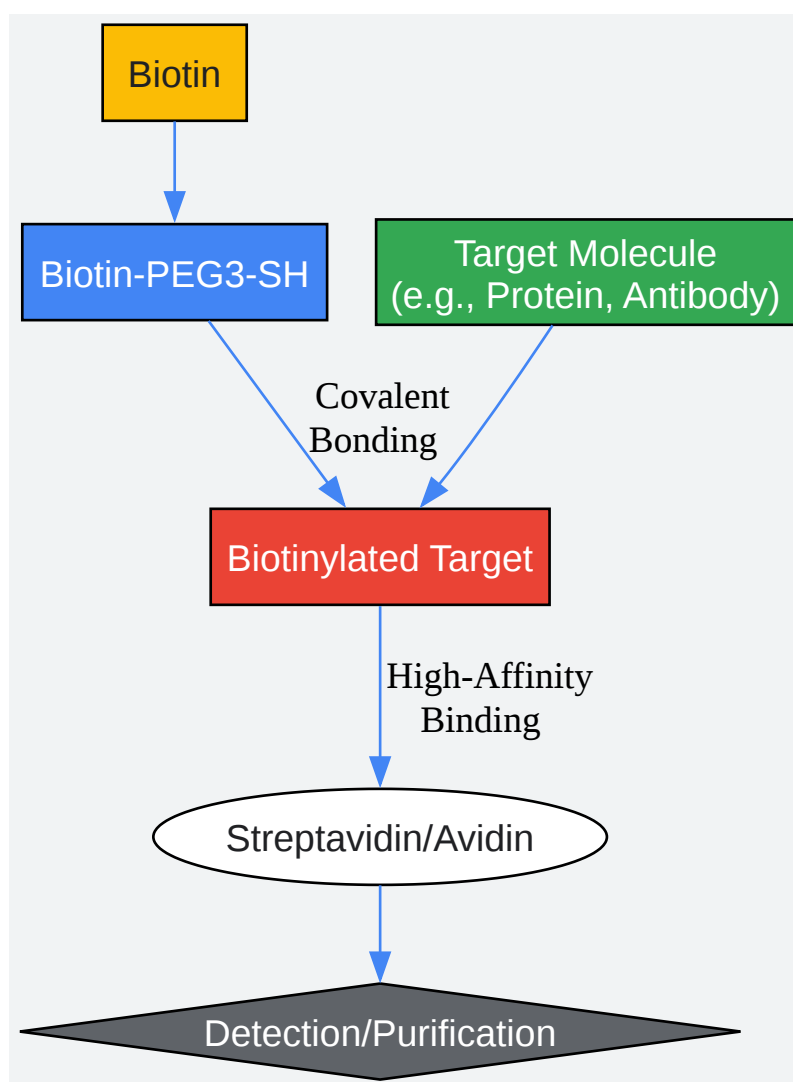 Biotin
Biotin-PEG3-SH
Target Molecule
(e.g., Protein, Antibody)
Covalent
Bonding
Biotinylated Target
High-Affinity
Binding
Streptavidin/Avidin
Detection/Purification